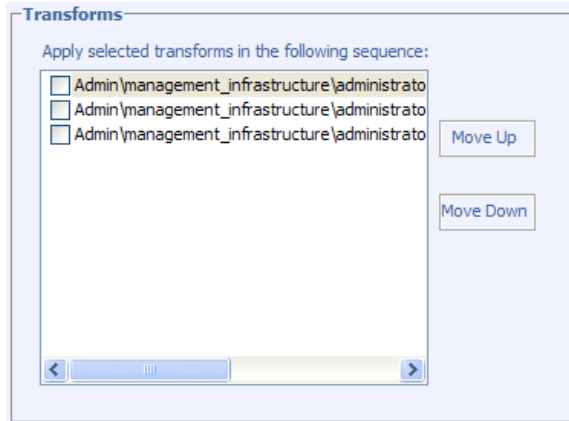 Transforms
Apply selected transforms in the following sequence:
Admin\management_infrastructure\administrato
Admin\management_infrastructure\administrato
Admin\management_infrastructure\administrato
Move Up
Move Down